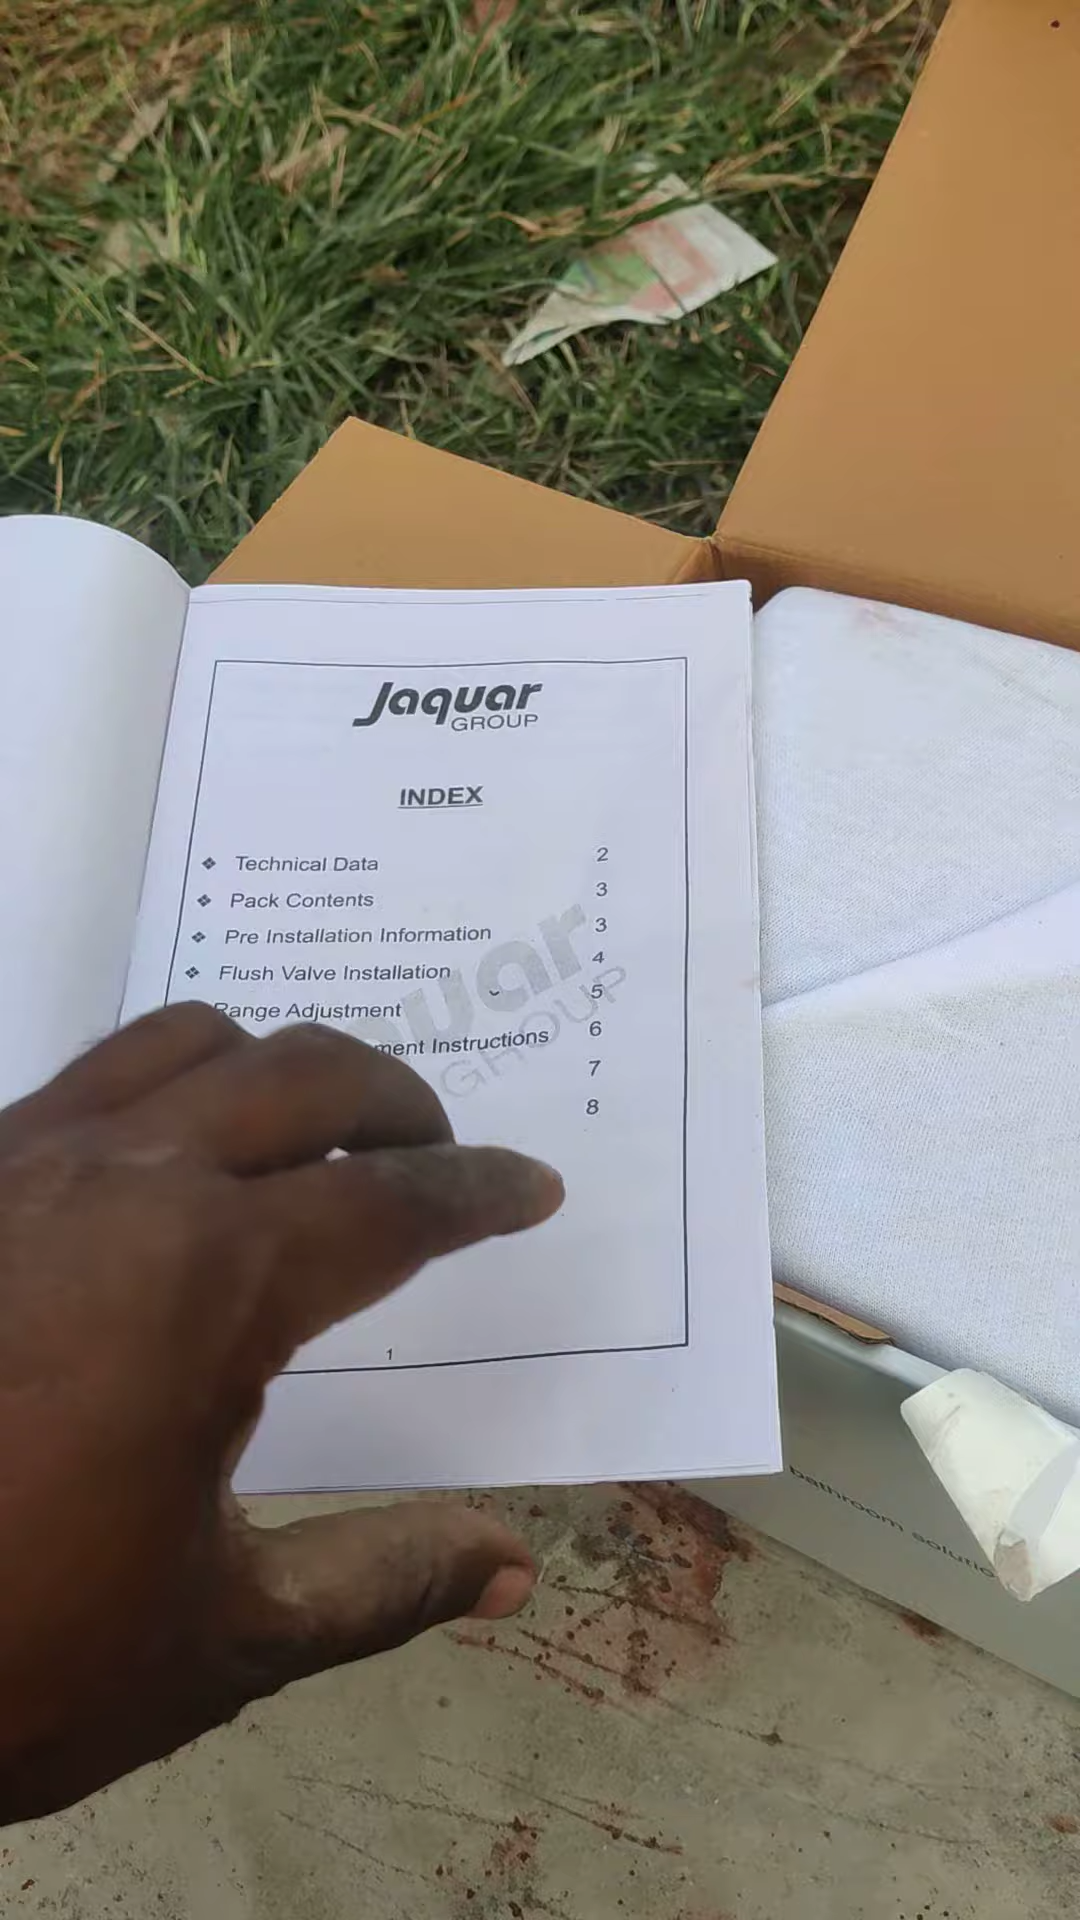 Jaquar
GROUP
INDEX
❖ Technical Data 2
❖ Pack Contents 3
❖ Pre Installation Information 3
❖ Flush Valve Installation 4
Range Adjustment 5
Instructions 6
7
8
GROUP
1
bathroom